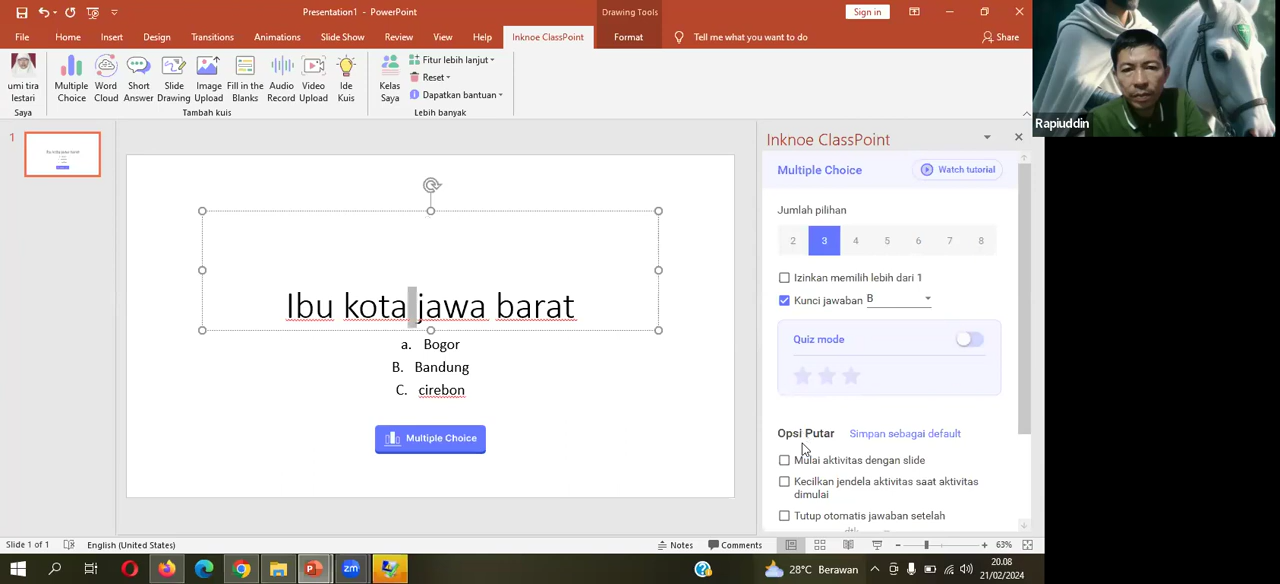 Presentation1 - PowerPoint
Drawing Tools
Sign in
File
Home
Insert
Design
Transitions
Animations
Slide Show
Review
View
Help
Inknoe ClassPoint
Format
Tell me what you want to do
Share
umi tira
lestari
Multiple
Choice
Word
Cloud
Short
Answer
Slide
Drawing
Image
Upload
Fill in the
Blanks
Audio
Record
Video
Upload
Ide
Kuis
Kelas
Saya
Fitur lebih lanjut
Reset
Dapatkan bantuan
Saya
Tambah kuis
Lebih banyak
Rapiuddin
1
Ibu kota jawa barat
a. Bogor
B. Bandung
C. cirebon
Multiple Choice
Inknoe ClassPoint
Multiple Choice
Watch tutorial
Jumlah pilihan
2 3 4 5 6 7 8
Izinkan memilih lebih dari 1
Kunci jawaban B
Quiz mode
Opsi Putar
Simpan sebagai default
Mulai aktivitas dengan slide
Kecilkan jendela aktivitas saat aktivitas
dimulai
Tutup otomatis jawaban setelah
Slide 1 of 1
English (United States)
Notes
Comments
63%
zm
28°C Berawan
20.08
21/02/2024